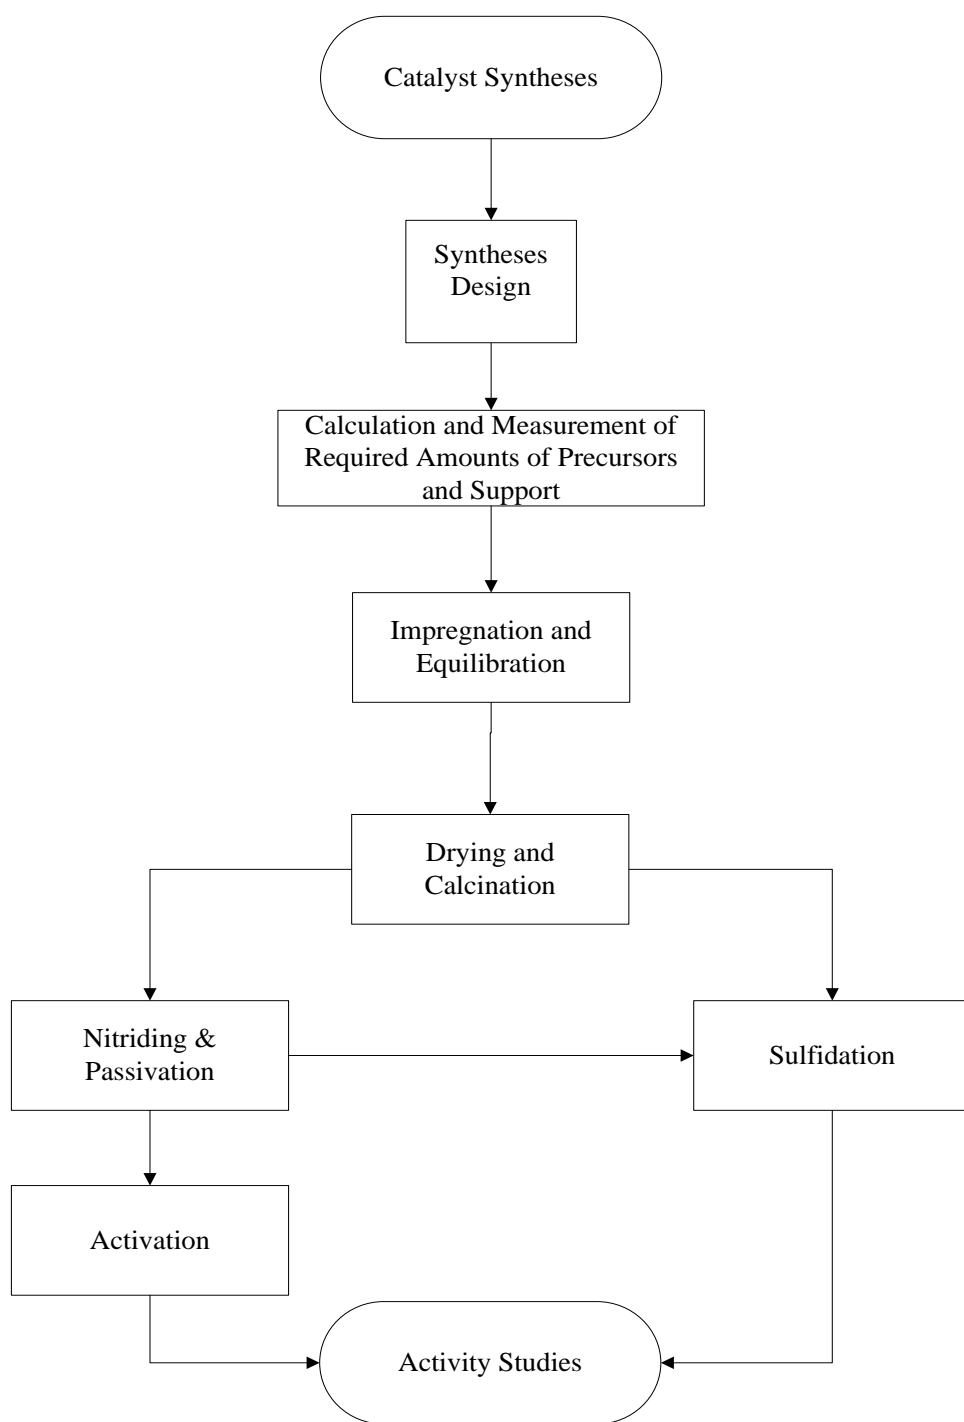 Catalyst Syntheses
Syntheses
Design
Calculation and Measurement of
Required Amounts of Precursors
and Support
Impregnation and
Equilibration
Drying and
Calcination
Nitriding &
Passivation
Sulfidation
Activation
Activity Studies